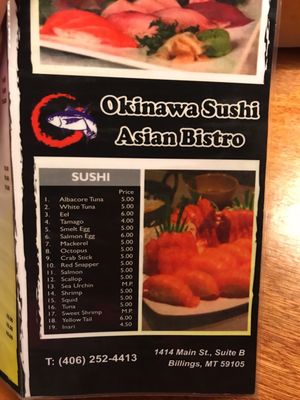 Okinawa Sushi
Asian Bistro
SUSHI
Price
1. Albacore Tuna 5.00
2. White Tuna 5.00
3. Eel 6.00
4. Tamago 4.00
5. Smelt Egg 5.00
6. Salmon Egg 6.00
7. Mackerel 5.00
8. Octopus 5.00
9. Crab Stick 5.00
10. Red Snapper 5.00
11. Salmon 5.00
12. Scallop 5.00
13. Sea Urchin M.P.
14. Shrimp 5.00
15. Squid 5.00
16. Tuna 5.00
17. Sweet Shrimp M.P.
18. Yellow Tail 6.00
19. Inari 4.50
T: (406) 252-4413
1414 Main St., Suite B
Billings, MT 59105